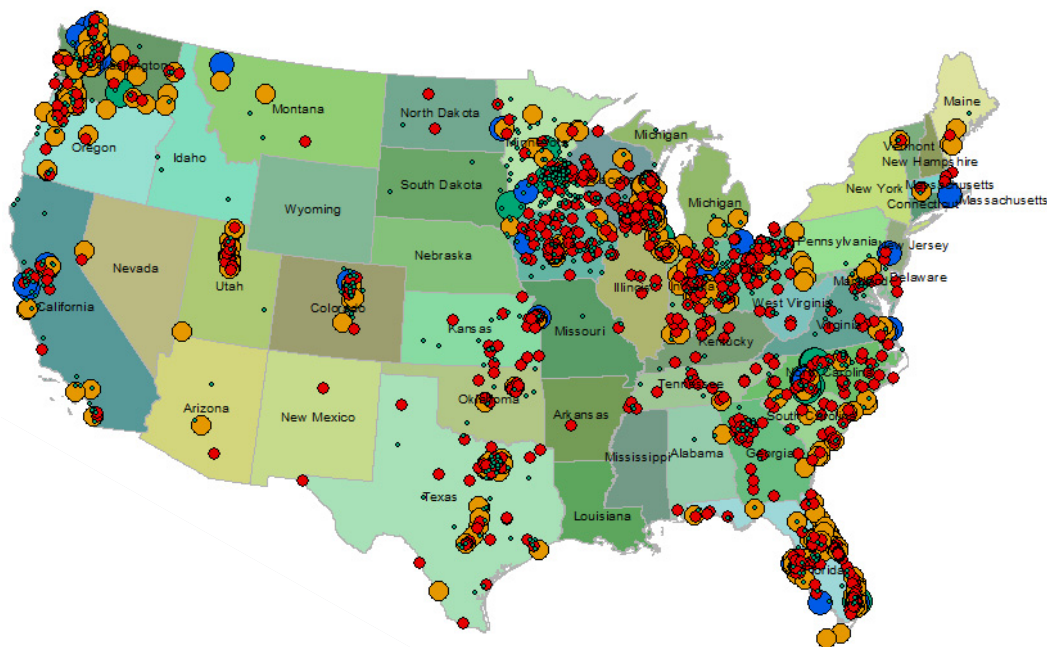 Washington
Montana
North Dakota
Minnesota
Michigan
Maine
Oregon
Idaho
Vermont
New Hampshire
South Dakota
Wisconsin
Wyoming
Michigan
New York
Massachusetts
Connecticut
Massachusetts
Iowa
Nebraska
Pennsylvania
New Jersey
Nevada
Utah
Illinois
Indiana
Ohio
Maryland
Delaware
California
Colorado
West Virginia
Kansas
Missouri
Virginia
Kentucky
North Carolina
Tennessee
Oklahoma
Arizona
New Mexico
Arkansas
South Carolina
Mississippi
Alabama
Georgia
Texas
Louisiana
Florida